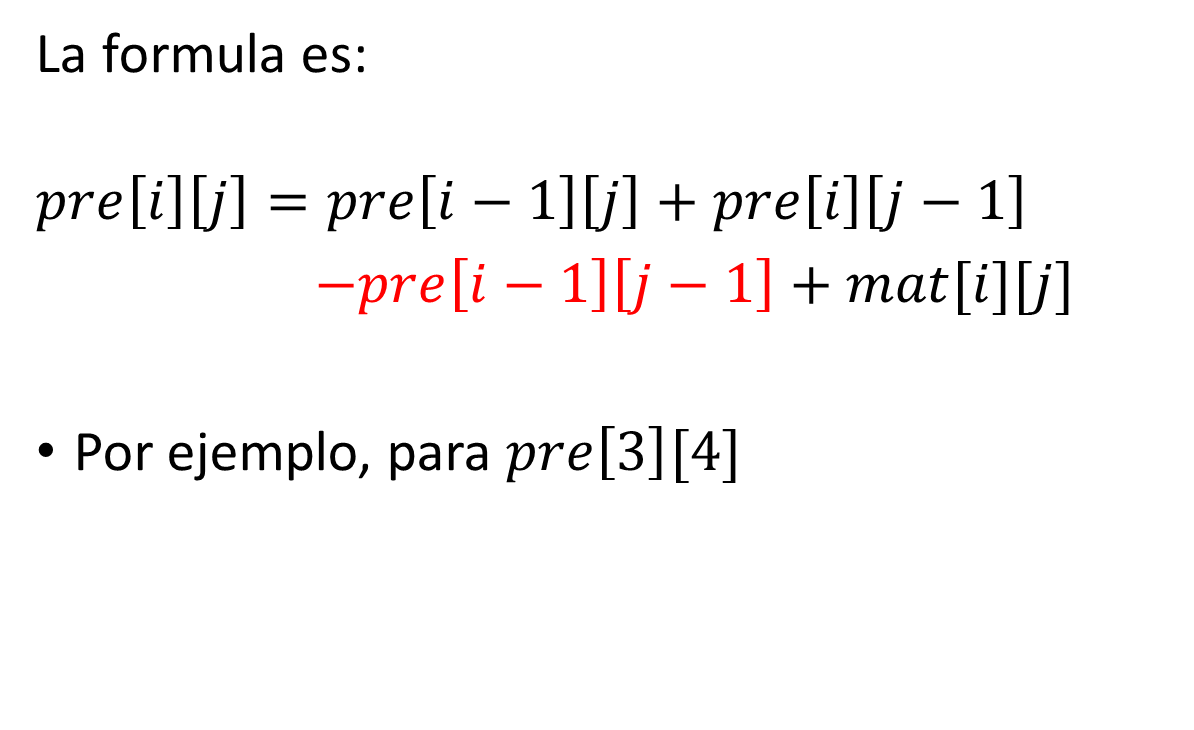 La formula es:
pre[i][j] = pre[i − 1][j] + pre[i][j − 1]
−pre[i − 1][j − 1] + mat[i][j]
• Por ejemplo, para pre[3][4]